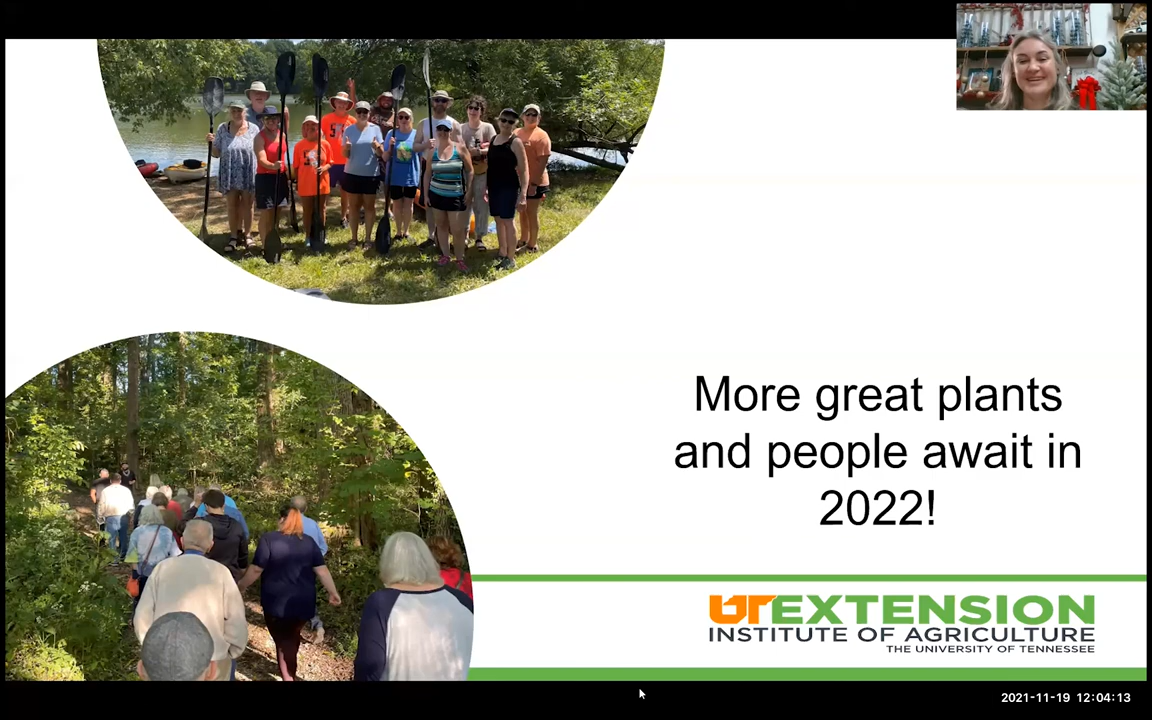 More great plants
and people await in
2022!
UTEXTENSION
INSTITUTE OF AGRICULTURE
THE UNIVERSITY OF TENNESSEE
2021-11-19 12:04:13